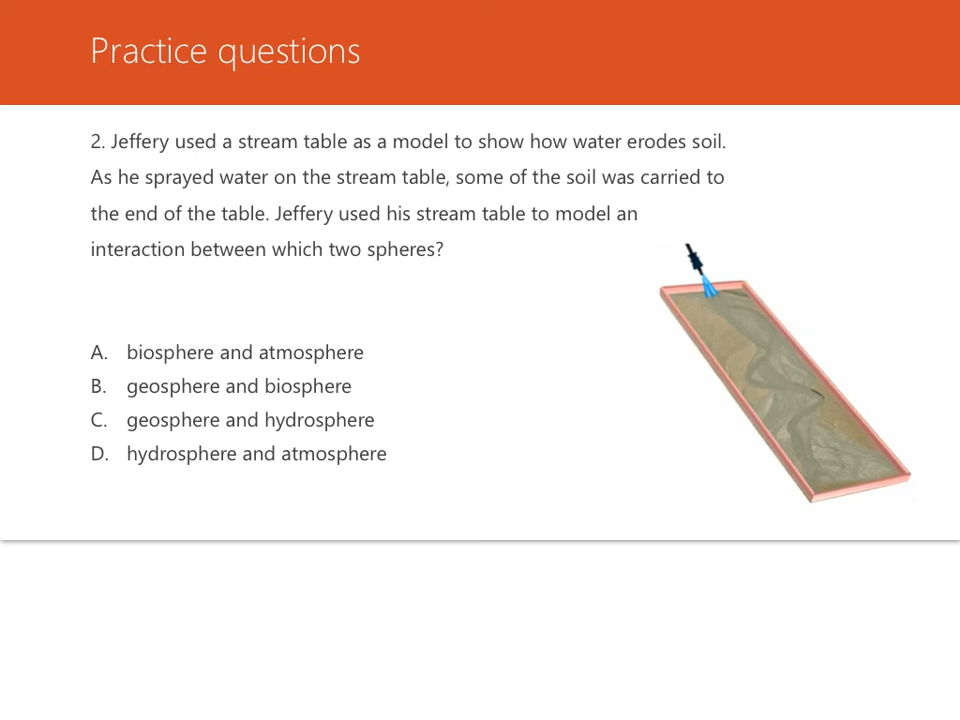 Practice questions
2. Jeffery used a stream table as a model to show how water erodes soil.
As he sprayed water on the stream table, some of the soil was carried to
the end of the table. Jeffery used his stream table to model an
interaction between which two spheres?
A. biosphere and atmosphere
B. geosphere and biosphere
C. geosphere and hydrosphere
D. hydrosphere and atmosphere